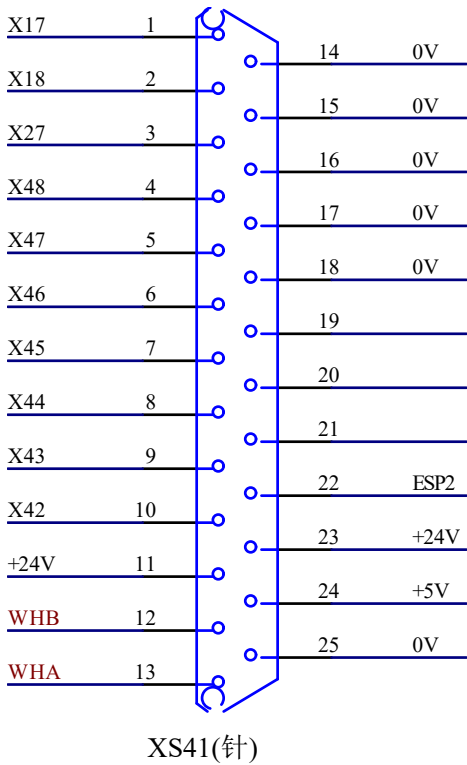 X17 1
14 0V
X18 2
15 0V
X27 3
16 0V
X48 4
17 0V
X47 5
18 0V
X46 6
19
X45 7
20
X44 8
21
X43 9
22 ESP2
X42 10
23 +24V
+24V 11
24 +5V
WHB 12
25 0V
WHA 13
XS41(针)